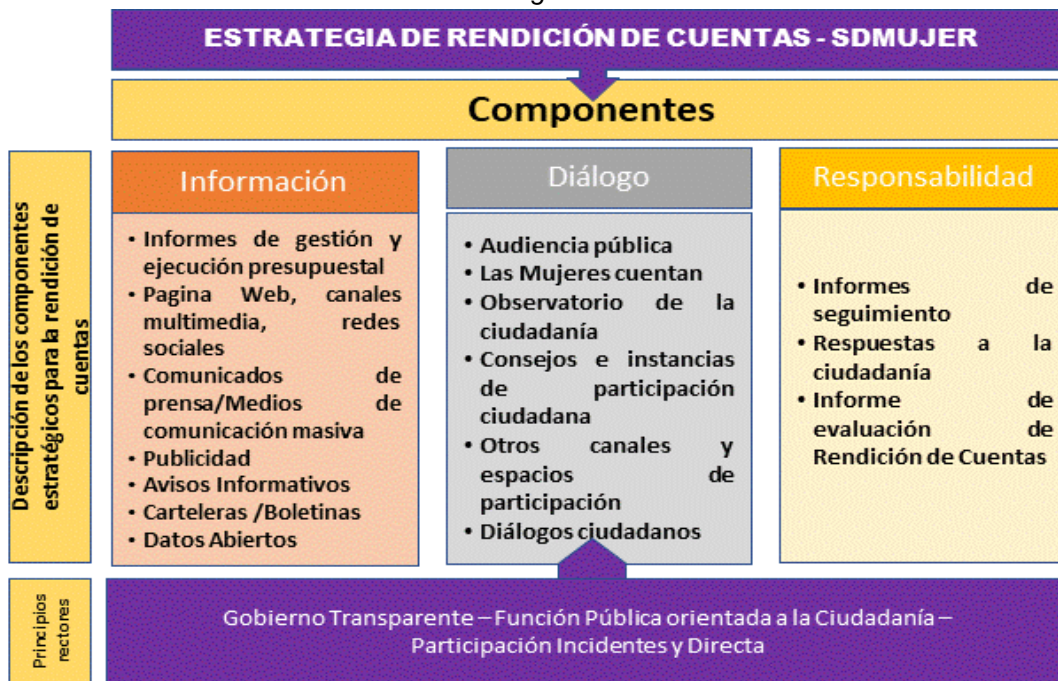 ESTRATEGIA DE RENDICIÓN DE CUENTAS - SDMUJER
Componentes
Descripción de los componentes
estratégicos para la rendición de
cuentas
Información
• Informes de gestión y
ejecución presupuestal
• Pagina Web, canales
multimedia, redes
sociales
• Comunicados de
prensa/Medios de
comunicación masiva
• Publicidad
• Avisos Informativos
• Carteleras /Boletinas
• Datos Abiertos
Diálogo
• Audiencia pública
• Las Mujeres cuentan
• Observatorio de la
ciudadanía
• Consejos e instancias
de participación
ciudadana
• Otros canales y
espacios de
participación
• Diálogos ciudadanos
Responsabilidad
• Informes de
seguimiento
• Respuestas a la
ciudadanía
• Informe de
evaluación de
Rendición de Cuentas
Principios
rectores
Gobierno Transparente – Función Pública orientada a la Ciudadanía –
Participación Incidentes y Directa